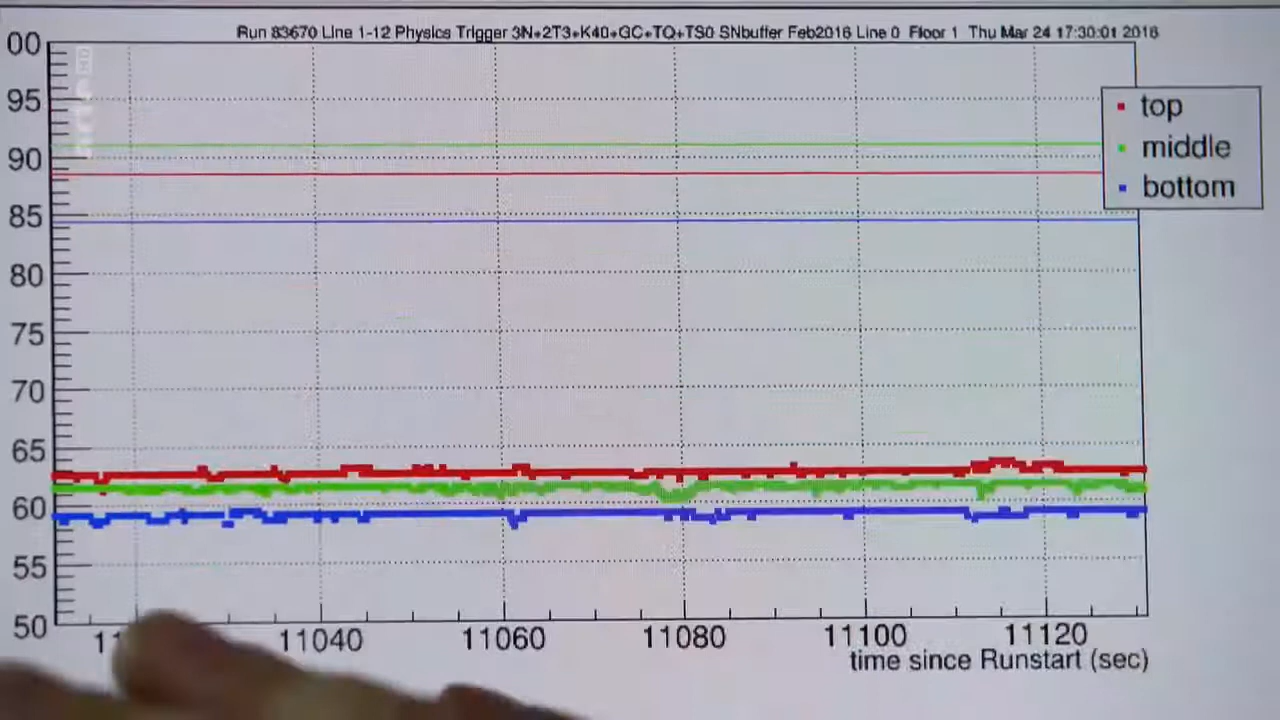 Run 83670 Line 1-12 Physics Trigger 3N+2T3+K40+GC+TQ+TS0 SNbuffer Feb2016 Line 0 Floor 1 Thu Mar 24 17:30:01 2016
00
95
90
85
80
75
70
65
60
55
50
top
middle
bottom
11040
11060
11080
11100
11120
time since Runstart (sec)
arte HD